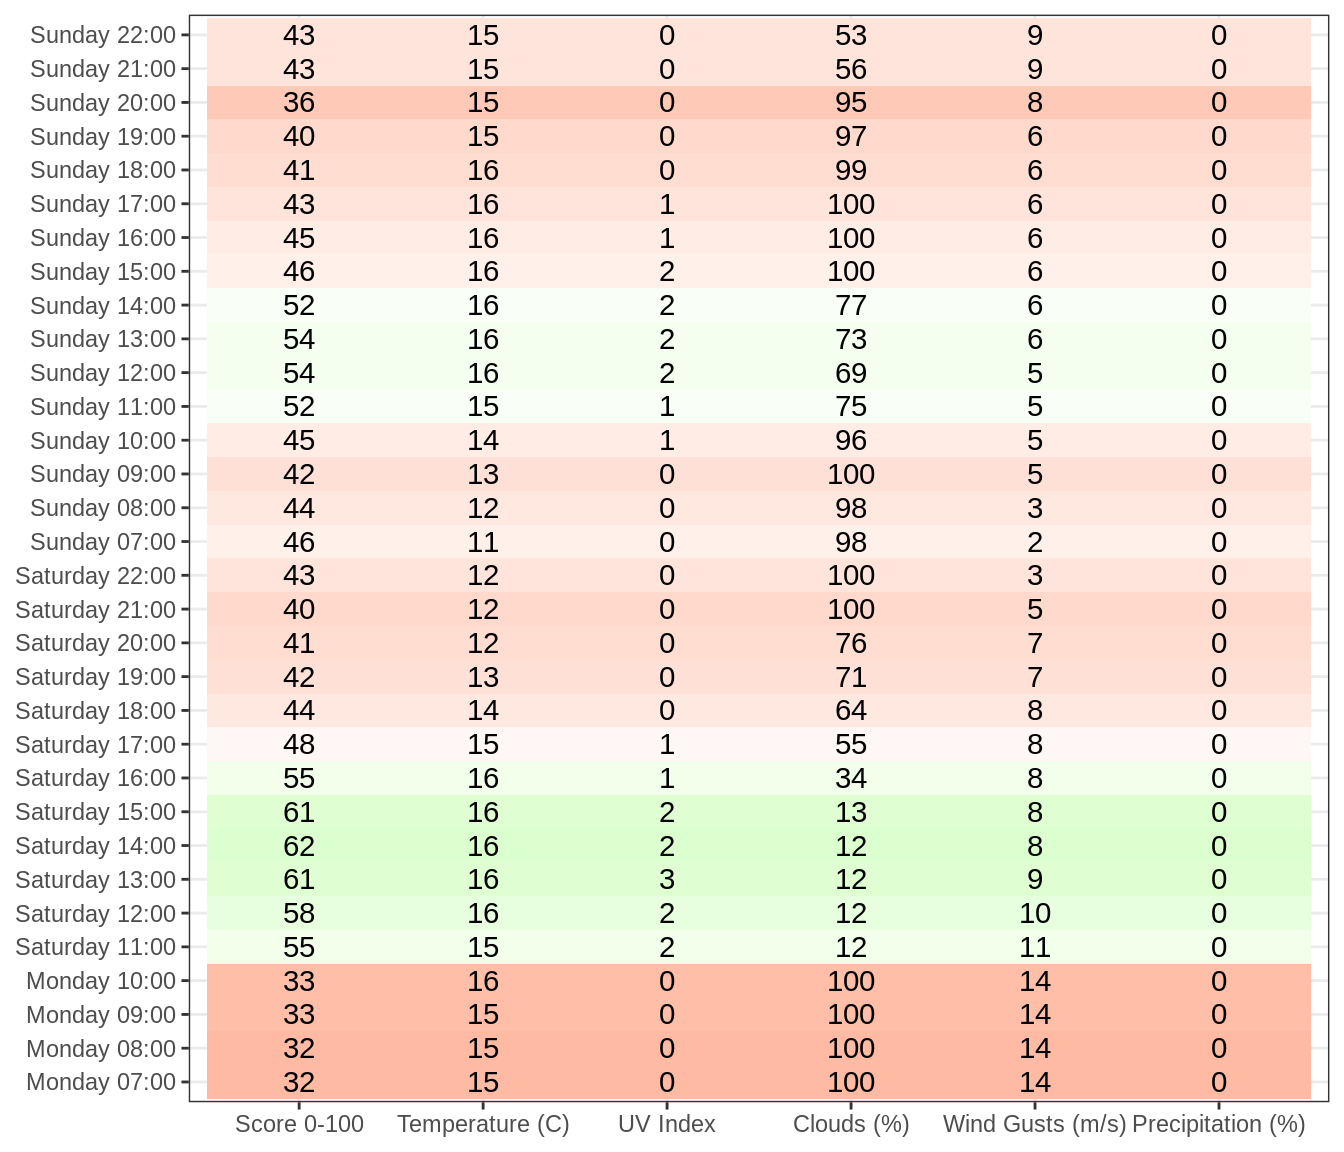 Sunday 22:00 43 15 0 53 9 0
Sunday 21:00 43 15 0 56 9 0
Sunday 20:00 36 15 0 95 8 0
Sunday 19:00 40 15 0 97 6 0
Sunday 18:00 41 16 0 99 6 0
Sunday 17:00 43 16 1 100 6 0
Sunday 16:00 45 16 1 100 6 0
Sunday 15:00 46 16 2 100 6 0
Sunday 14:00 52 16 2 77 6 0
Sunday 13:00 54 16 2 73 6 0
Sunday 12:00 54 16 2 69 5 0
Sunday 11:00 52 15 1 75 5 0
Sunday 10:00 45 14 1 96 5 0
Sunday 09:00 42 13 0 100 5 0
Sunday 08:00 44 12 0 98 3 0
Sunday 07:00 46 11 0 98 2 0
Saturday 22:00 43 12 0 100 3 0
Saturday 21:00 40 12 0 100 5 0
Saturday 20:00 41 12 0 76 7 0
Saturday 19:00 42 13 0 71 7 0
Saturday 18:00 44 14 0 64 8 0
Saturday 17:00 48 15 1 55 8 0
Saturday 16:00 55 16 1 34 8 0
Saturday 15:00 61 16 2 13 8 0
Saturday 14:00 62 16 2 12 8 0
Saturday 13:00 61 16 3 12 9 0
Saturday 12:00 58 16 2 12 10 0
Saturday 11:00 55 15 2 12 11 0
Monday 10:00 33 16 0 100 14 0
Monday 09:00 33 15 0 100 14 0
Monday 08:00 32 15 0 100 14 0
Monday 07:00 32 15 0 100 14 0
Score 0-100 Temperature (C) UV Index Clouds (%) Wind Gusts (m/s) Precipitation (%)